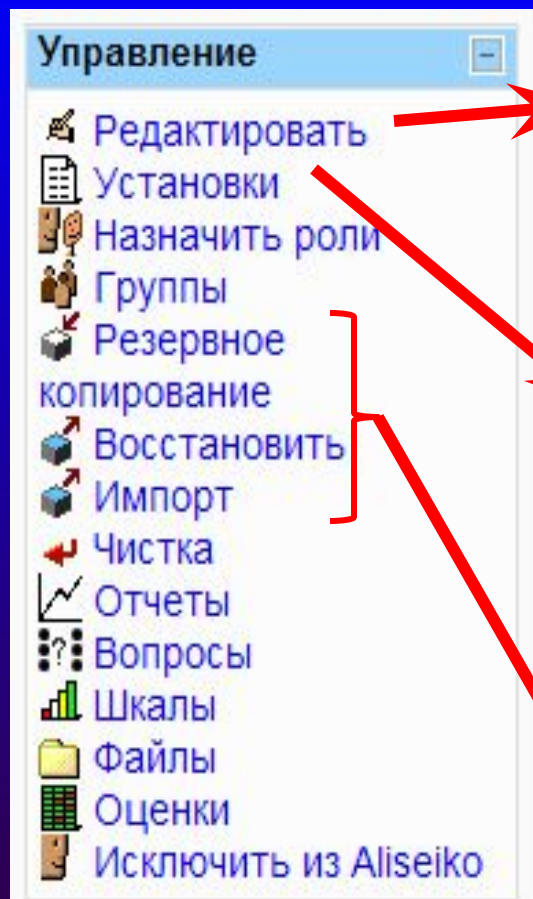 Управление
Редактировать
Установки
Назначить роли
Группы
Резервное
копирование
Восстановить
Импорт
Чистка
Отчеты
Вопросы
Шкалы
Файлы
Оценки
Исключить из Aliseiko